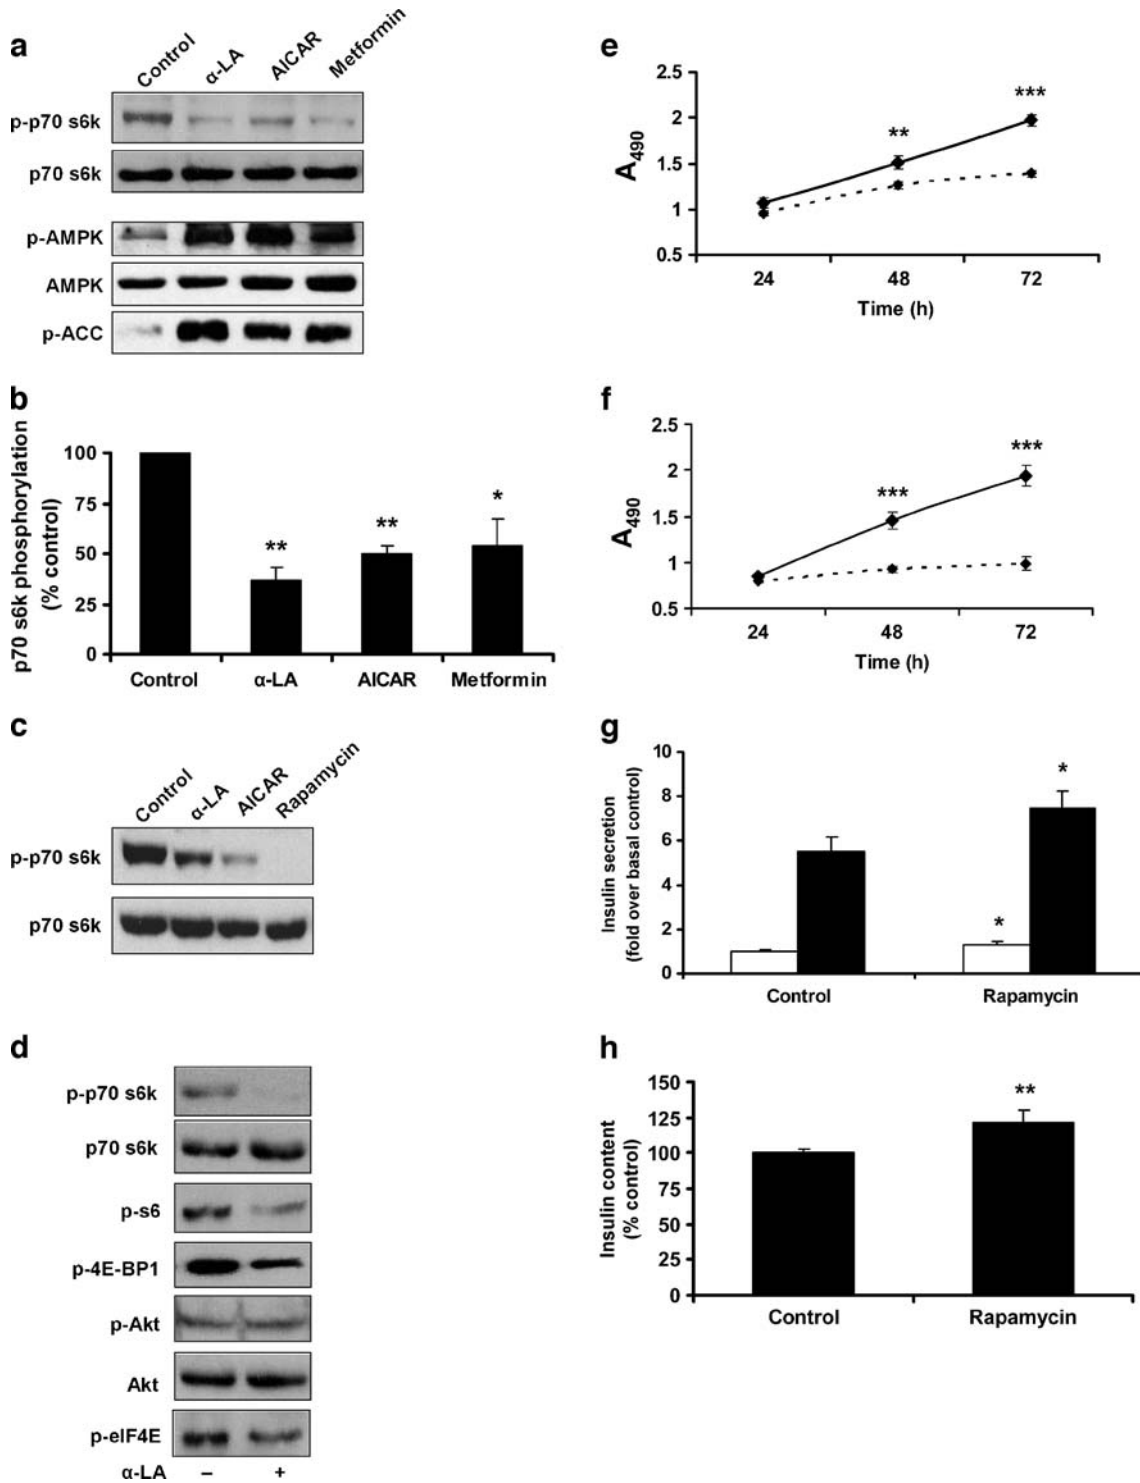 a
Control
α-LA
AICAR
Metformin
p-p70 s6k
p70 s6k
p-AMPK
AMPK
p-ACC
b
p70 s6k phosphorylation
(% control)
100
75
50
25
0
**
**
*
Control
α-LA
AICAR
Metformin
c
Control
α-LA
AICAR
Rapamycin
p-p70 s6k
p70 s6k
d
p-p70 s6k
p70 s6k
p-s6
p-4E-BP1
p-Akt
Akt
p-eIF4E
α-LA – +
e
A490
2.5
2
1.5
1
0.5
**
***
24
48
72
Time (h)
f
A490
2.5
2
1.5
1
0.5
***
***
24
48
72
Time (h)
g
Insulin secretion
(fold over basal control)
10
8
6
4
2
0
*
*
Control
Rapamycin
h
Insulin content
(% control)
150
125
100
75
50
25
0
**
Control
Rapamycin